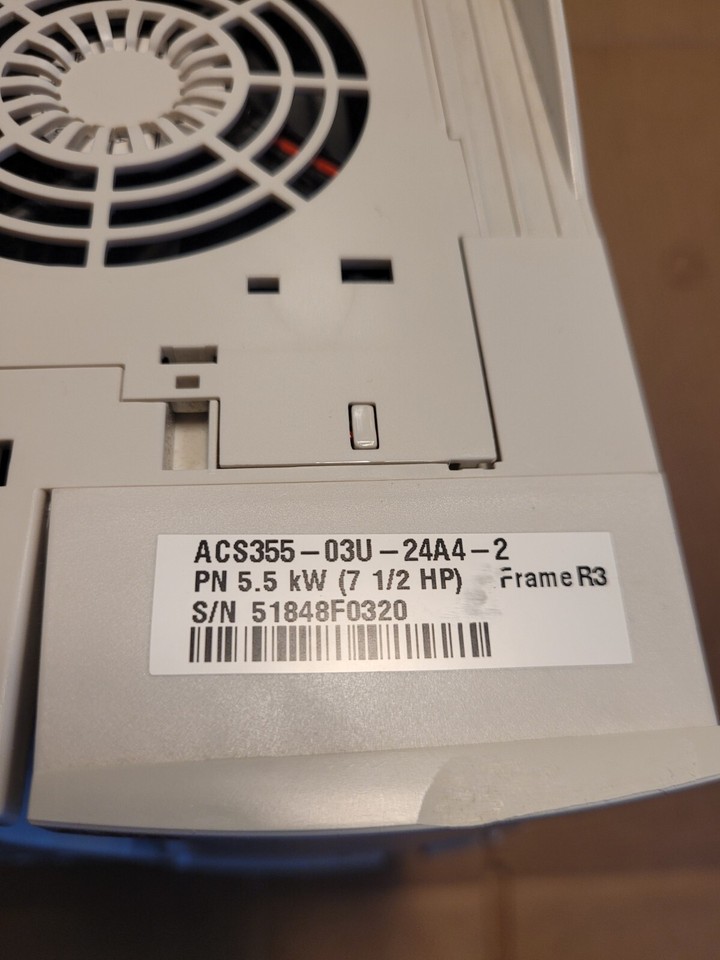 ACS355-03U-24A4-2
PN 5.5 kW (7 1/2 HP) Frame R3
S/N 51848F0320